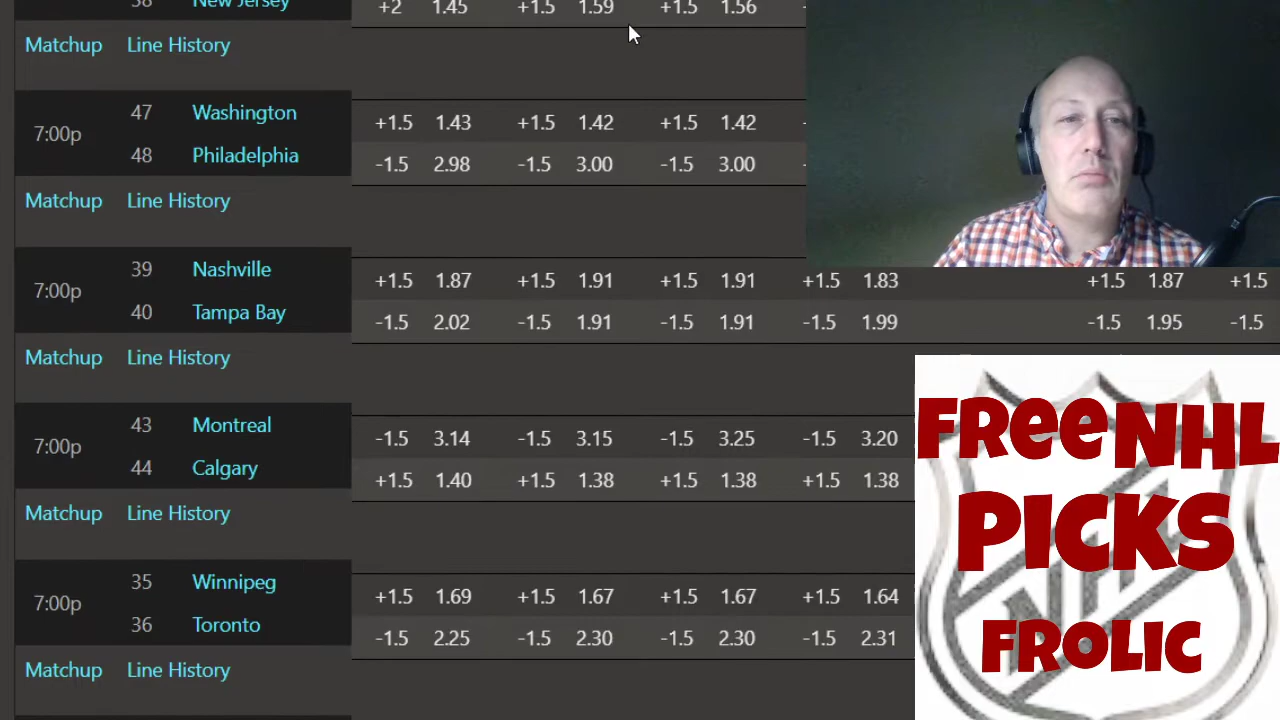 38 New Jersey +2 1.45 +1.5 1.59 +1.5 1.56
Matchup Line History
7:00p
47 Washington +1.5 1.43 +1.5 1.42 +1.5 1.42
48 Philadelphia -1.5 2.98 -1.5 3.00 -1.5 3.00
Matchup Line History
7:00p
39 Nashville +1.5 1.87 +1.5 1.91 +1.5 1.91 +1.5 1.83 +1.5 1.87 +1.5
40 Tampa Bay -1.5 2.02 -1.5 1.91 -1.5 1.91 -1.5 1.99 -1.5 1.95 -1.5
Matchup Line History
7:00p
43 Montreal -1.5 3.14 -1.5 3.15 -1.5 3.25 -1.5 3.20
44 Calgary +1.5 1.40 +1.5 1.38 +1.5 1.38 +1.5 1.38
Matchup Line History
7:00p
35 Winnipeg +1.5 1.69 +1.5 1.67 +1.5 1.67 +1.5 1.64
36 Toronto -1.5 2.25 -1.5 2.30 -1.5 2.30 -1.5 2.31
Matchup Line History
FRee NHL
PICKS
FROLIC
NHL